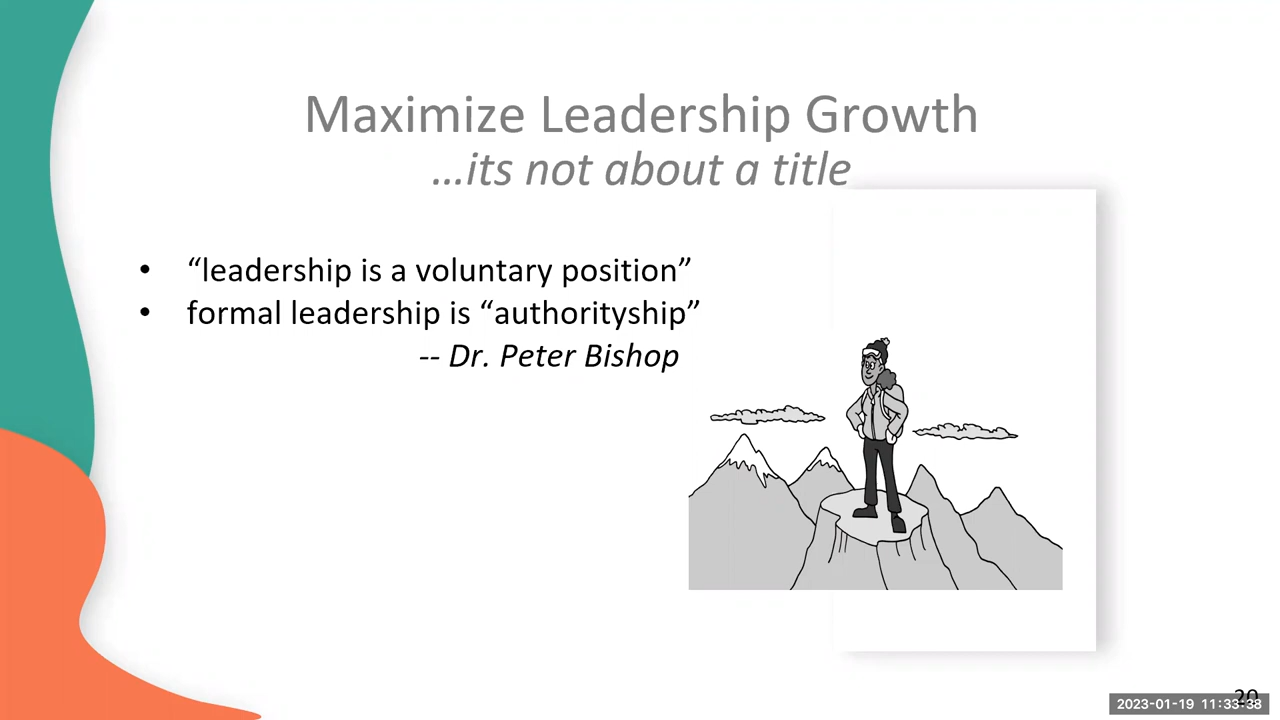 Maximize Leadership Growth
…its not about a title
• “leadership is a voluntary position”
• formal leadership is “authorityship”
-- Dr. Peter Bishop
20
2023-01-19 11:33:38